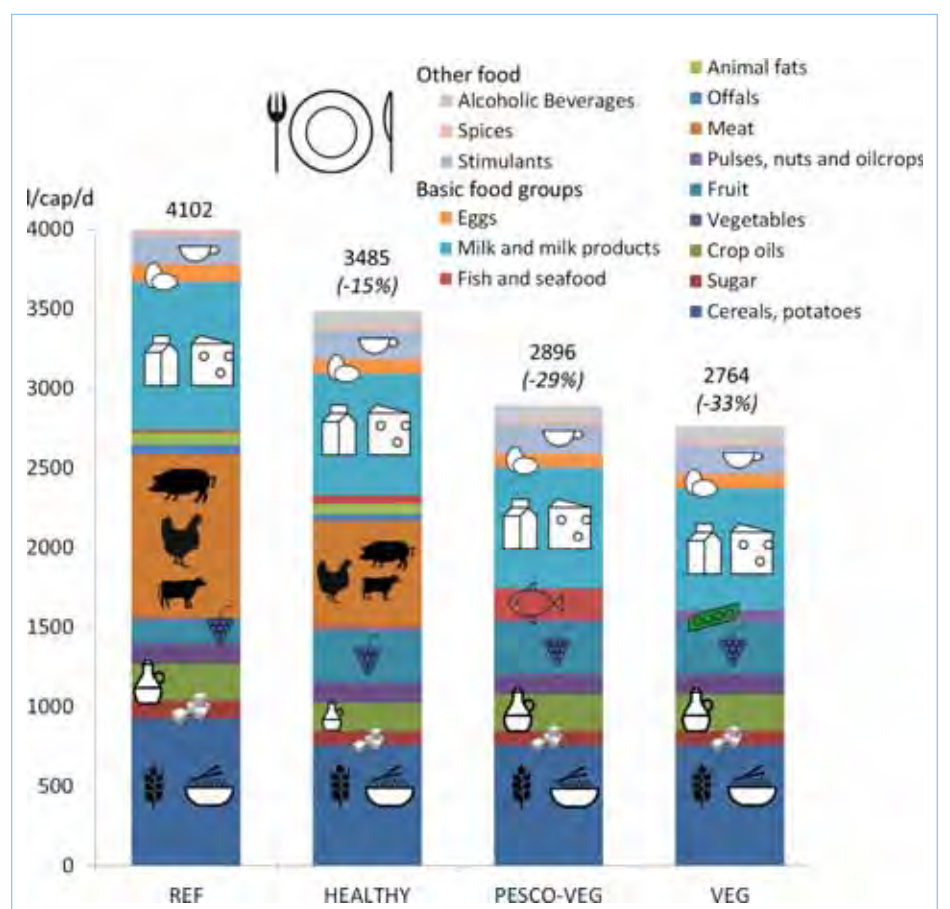 Other food
Alcoholic Beverages
Spices
Stimulants
Basic food groups
Eggs
Milk and milk products
Fish and seafood
Animal fats
Offals
Meat
Pulses, nuts and oilcrops
Fruit
Vegetables
Crop oils
Sugar
Cereals, potatoes
l/cap/d
4102
3485
(-15%)
2896
(-29%)
2764
(-33%)
4000
3500
3000
2500
2000
1500
1000
500
0
REF
HEALTHY
PESCO-VEG
VEG